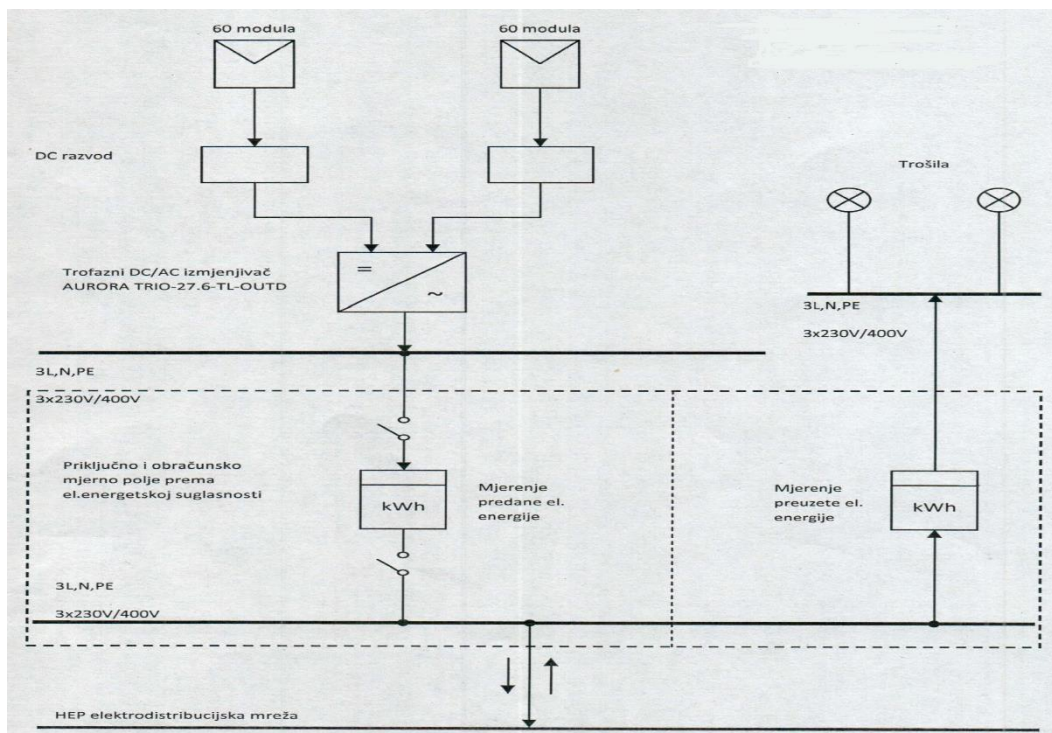 60 modula
60 modula
DC razvod
Trošila
Trofazni DC/AC izmjenjivač
AURORA TRIO-27.6-TL-OUTD
=
~
3L,N,PE
3x230V/400V
3L,N,PE
3x230V/400V
Priključno i obračunsko
mjerno polje prema
el.energetskoj suglasnosti
kWh
Mjerenje
predane el.
energije
Mjerenje
preuzete el.
energije
kWh
3L,N,PE
3x230V/400V
HEP elektrodistribucijska mreža